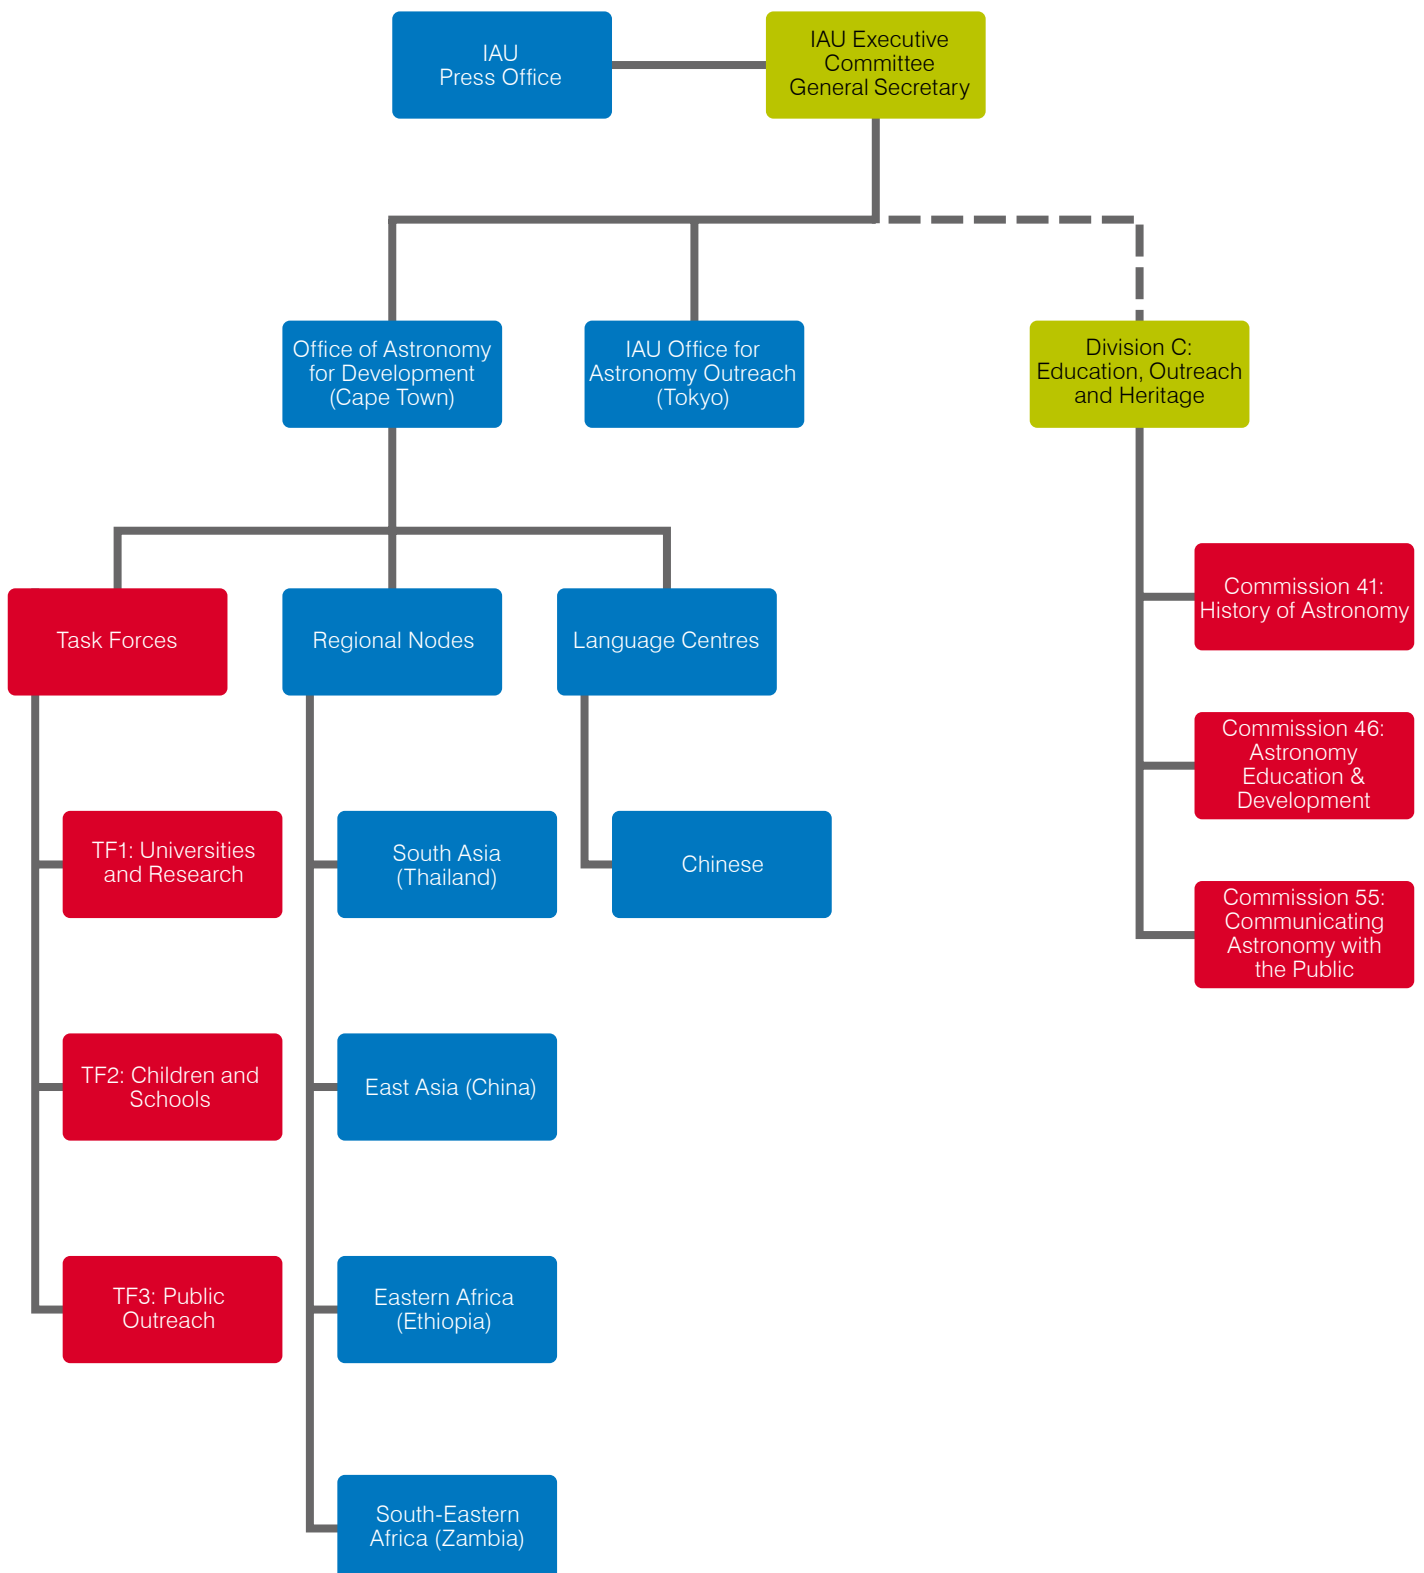 IAU
Press Office
IAU Executive
Committee
General Secretary
Office of Astronomy
for Development
(Cape Town)
IAU Office for
Astronomy Outreach
(Tokyo)
Division C:
Education, Outreach
and Heritage
Task Forces
Regional Nodes
Language Centres
Commission 41:
History of Astronomy
Commission 46:
Astronomy
Education &
Development
Commission 55:
Communicating
Astronomy with
the Public
TF1: Universities
and Research
South Asia
(Thailand)
Chinese
TF2: Children and
Schools
East Asia (China)
TF3: Public
Outreach
Eastern Africa
(Ethiopia)
South-Eastern
Africa (Zambia)